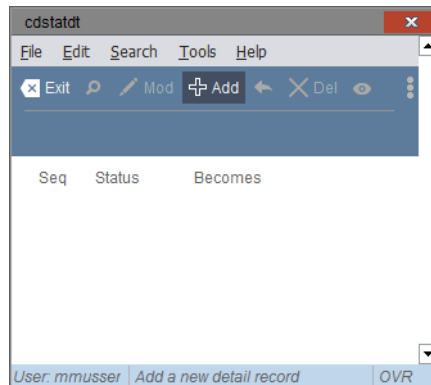 cdstatdt
File Edit Search Tools Help
Exit Mod Add Del
Seq Status Becomes
User: mmusser Add a new detail record OVR